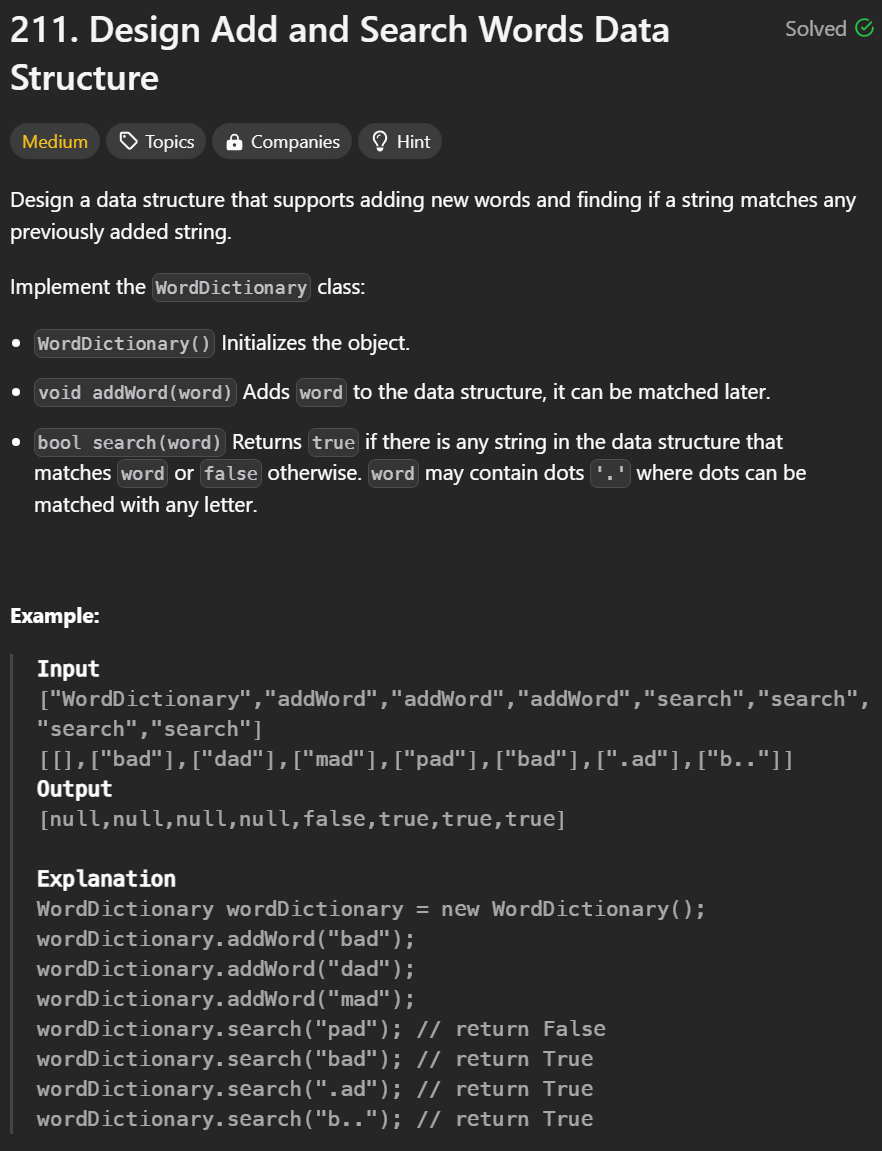 211. Design Add and Search Words Data
Structure
Solved
Medium
Topics
Companies
Hint
Design a data structure that supports adding new words and finding if a string matches any
previously added string.
Implement the WordDictionary class:
• WordDictionary() Initializes the object.
• void addWord(word) Adds word to the data structure, it can be matched later.
• bool search(word) Returns true if there is any string in the data structure that
matches word or false otherwise. word may contain dots '.' where dots can be
matched with any letter.
Example:
Input
["WordDictionary","addWord","addWord","addWord","search","search",
"search","search"]
[[],["bad"],["dad"],["mad"],["pad"],["bad"],[".ad"],["b.."]]
Output
[null,null,null,null,false,true,true,true]
Explanation
WordDictionary wordDictionary = new WordDictionary();
wordDictionary.addWord("bad");
wordDictionary.addWord("dad");
wordDictionary.addWord("mad");
wordDictionary.search("pad"); // return False
wordDictionary.search("bad"); // return True
wordDictionary.search(".ad"); // return True
wordDictionary.search("b.."); // return True